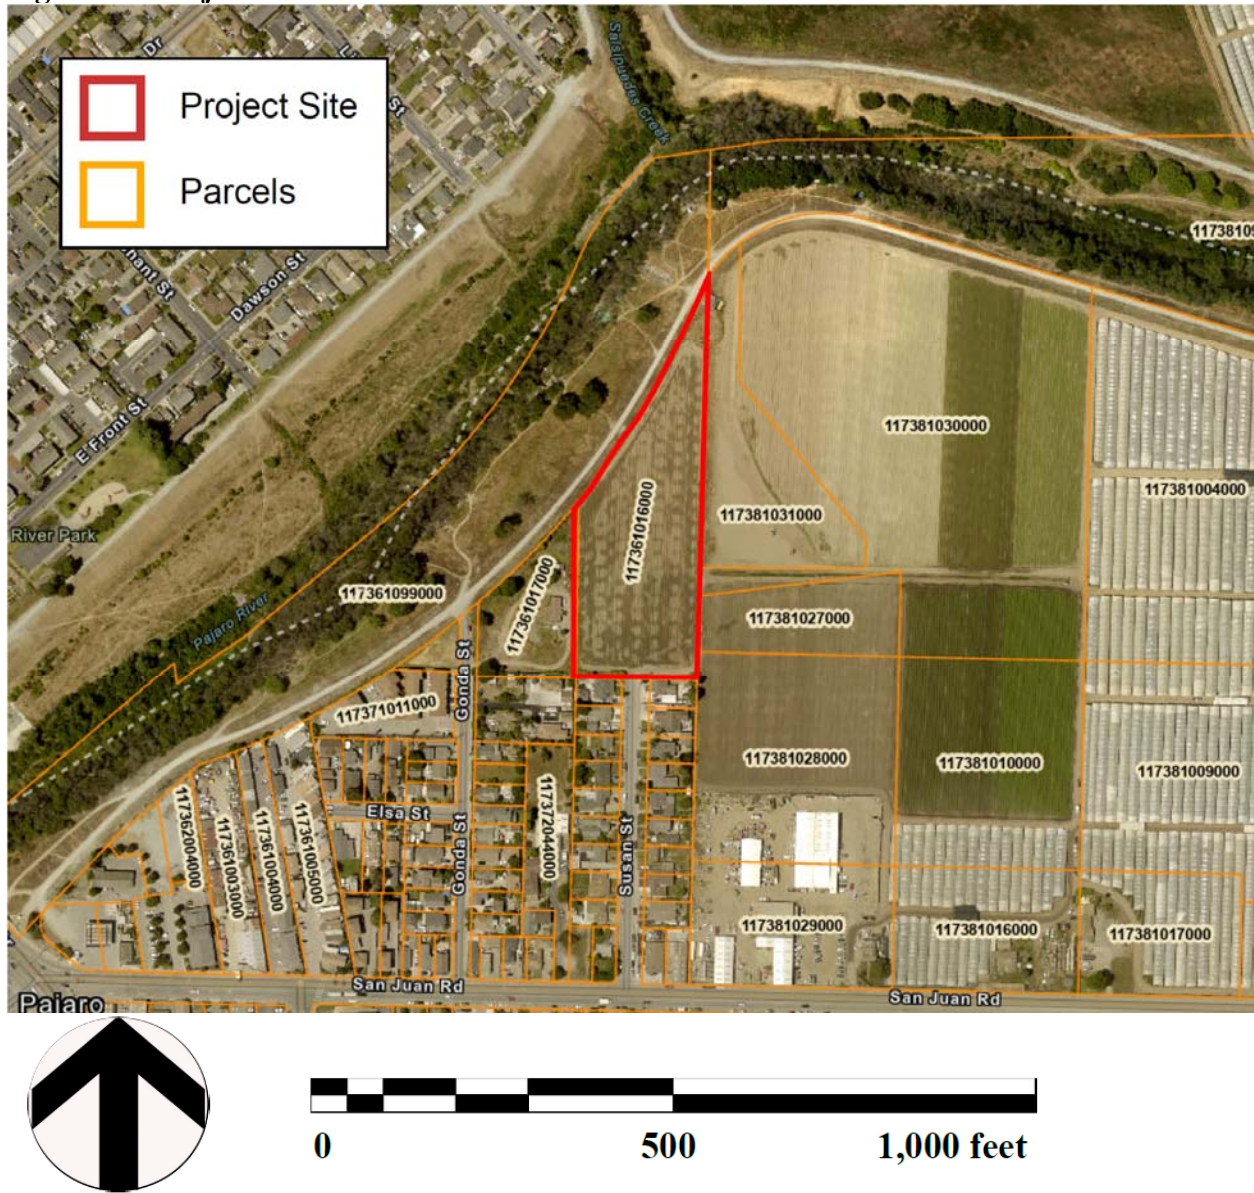 Dr
St
Salsipuedes Creek
Project Site
Parcels
Dawson St
E Front St
River Park
Pajaro River
117361099000
117361016000
117361017000
117381030000
117381031000
117381004000
117381027000
117381028000
117381010000
117381009000
117371011000
Gonda St
Elsa St
Gonda St
Susan St
117372044000
117362004000
117361003000
117361004000
117361005000
117381029000
117381016000
117381017000
San Juan Rd
San Juan Rd
Pajaro
0 500 1,000 feet